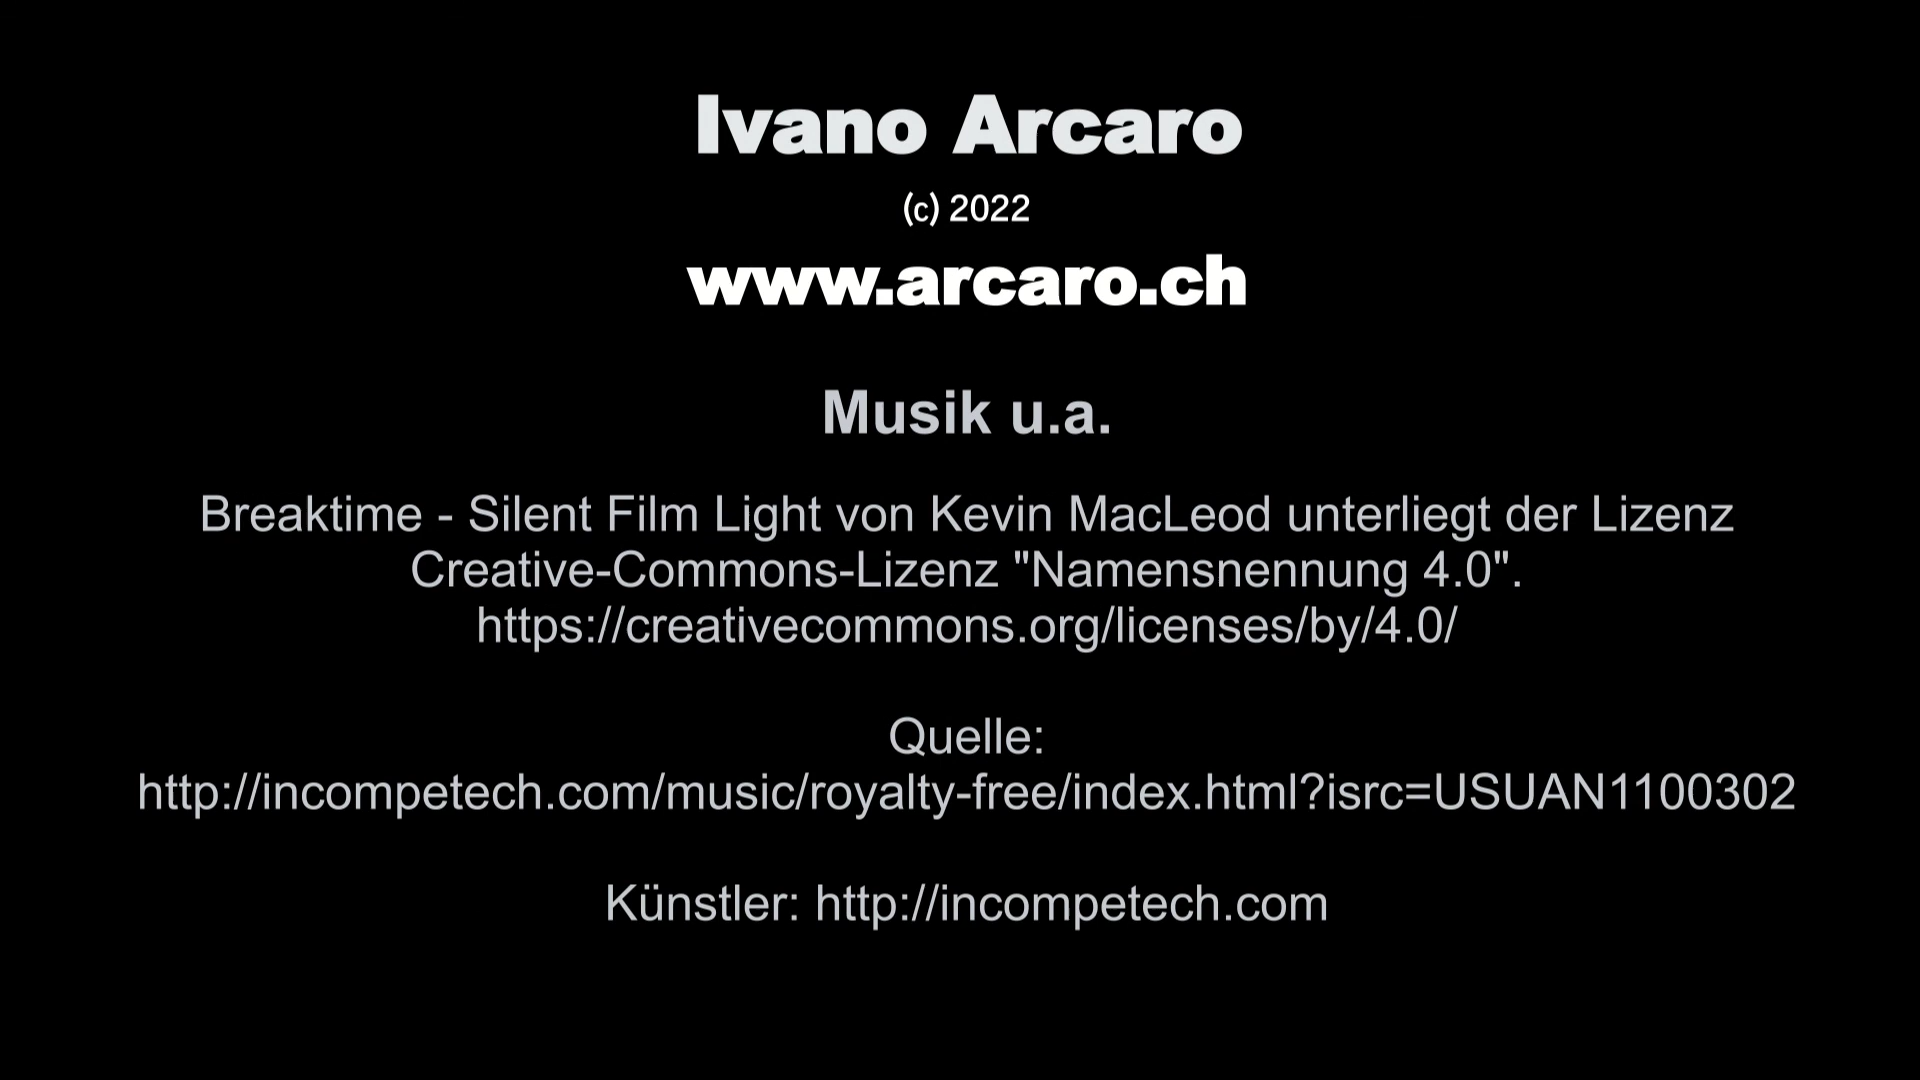 Ivano Arcaro
(c) 2022
www.arcaro.ch
Musik u.a.
Breaktime - Silent Film Light von Kevin MacLeod unterliegt der Lizenz
Creative-Commons-Lizenz "Namensnennung 4.0".
https://creativecommons.org/licenses/by/4.0/
Quelle:
http://incompetech.com/music/royalty-free/index.html?isrc=USUAN1100302
Künstler: http://incompetech.com